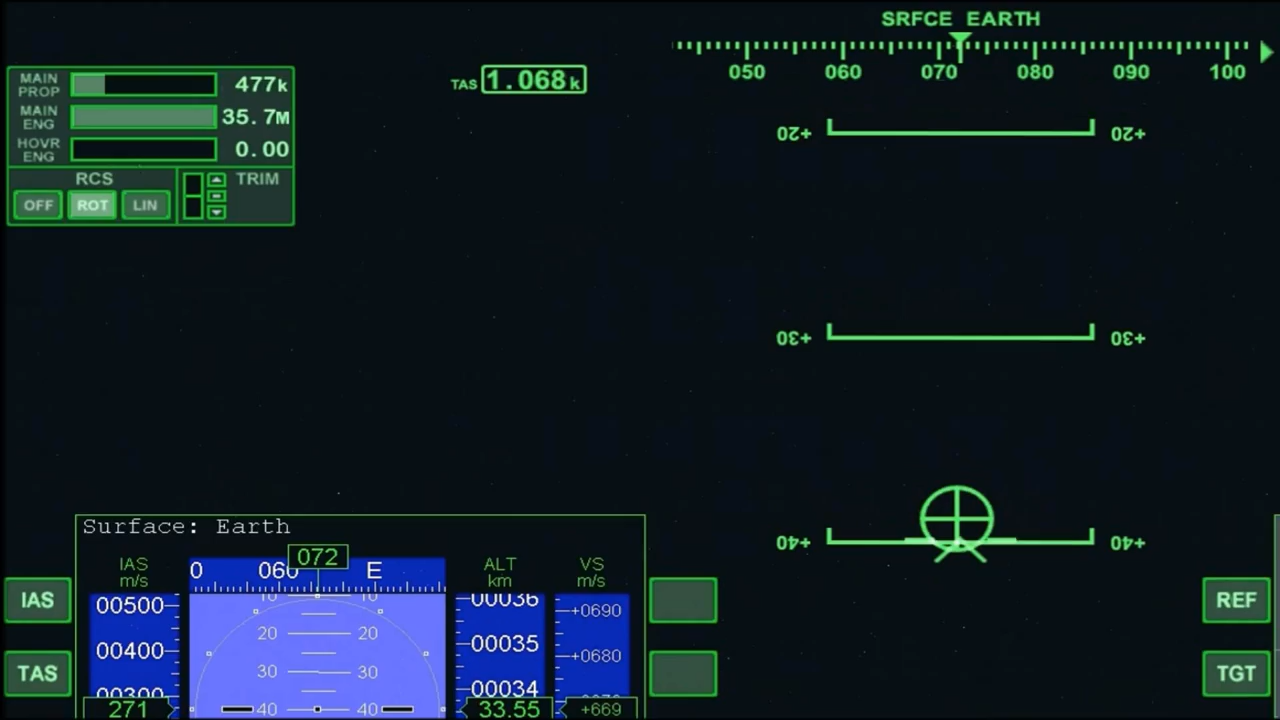 SRFCE EARTH
050 060 070 080 090 100
MAIN PROP 477k
MAIN ENG 35.7M
HOVR ENG 0.00
RCS TRIM
OFF ROT LIN
TAS 1.068k
+20 +20
+30 +30
+40 +40
Surface: Earth
IAS m/s 072 ALT km VS m/s
0 060 E
IAS
TAS
REF
TGT
00500 10 10 00036 +0690
20 20
00400 00035 +0680
30 30
00300 00034
271 40 40 33.55 +669